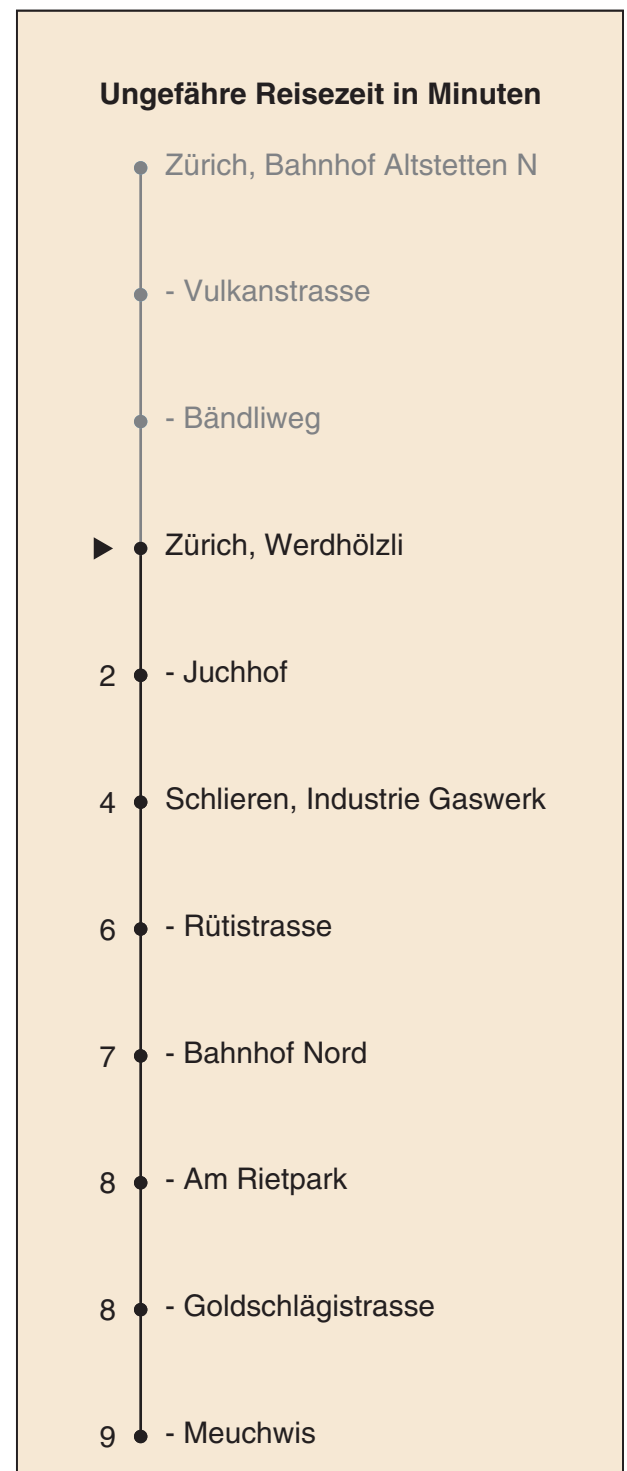 Ungefähre Reisezeit in Minuten
Zürich, Bahnhof Altstetten N
- Vulkanstrasse
- Bändliweg
Zürich, Werdhölzli
2 - Juchhof
4 Schlieren, Industrie Gaswerk
6 - Rütistrasse
7 - Bahnhof Nord
8 - Am Rietpark
8 - Goldschlägistrasse
9 - Meuchwis